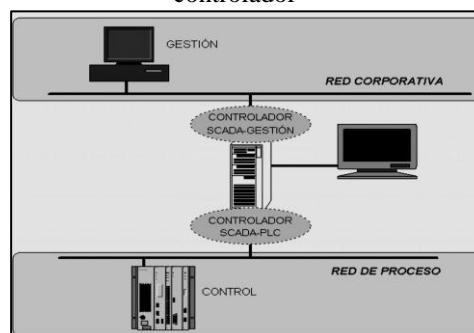 controlador
GESTIÓN
RED CORPORATIVA
CONTROLADOR
SCADA-GESTIÓN
CONTROLADOR
SCADA-PLC
RED DE PROCESO
CONTROL